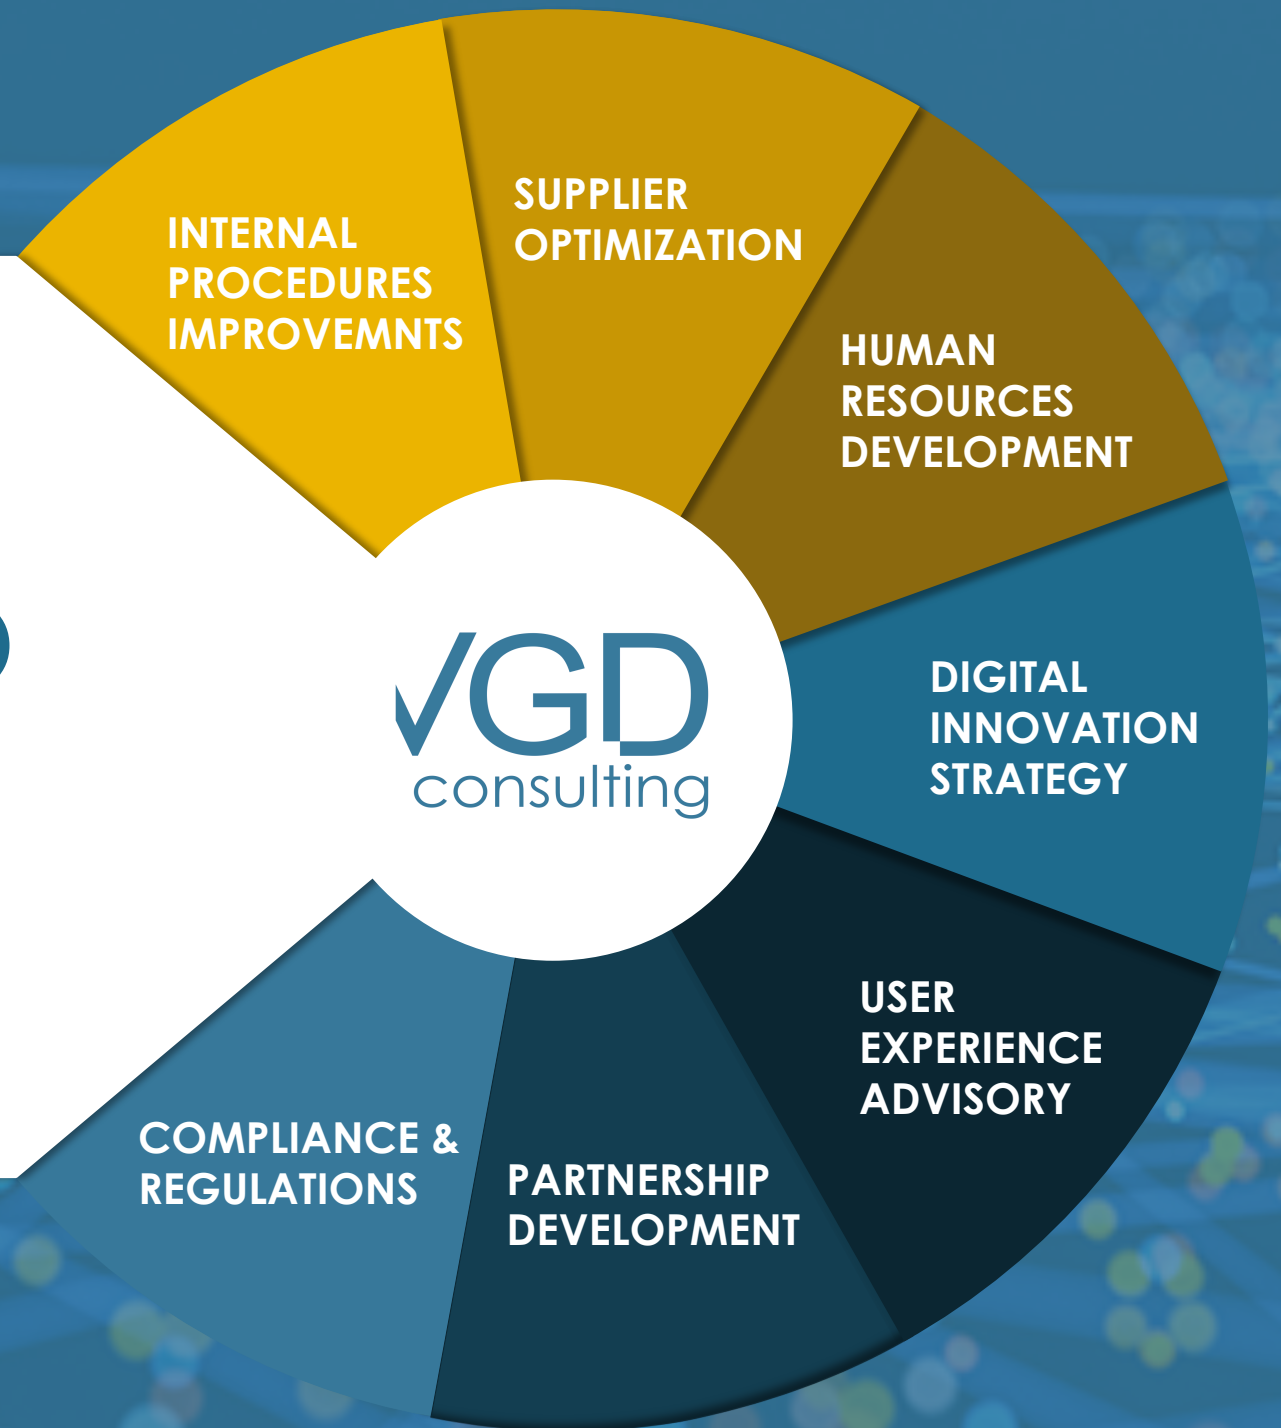 INTERNAL
PROCEDURES
IMPROVEMNTS
SUPPLIER
OPTIMIZATION
HUMAN
RESOURCES
DEVELOPMENT
VGD
consulting
DIGITAL
INNOVATION
STRATEGY
USER
EXPERIENCE
ADVISORY
COMPLIANCE &
REGULATIONS
PARTNERSHIP
DEVELOPMENT